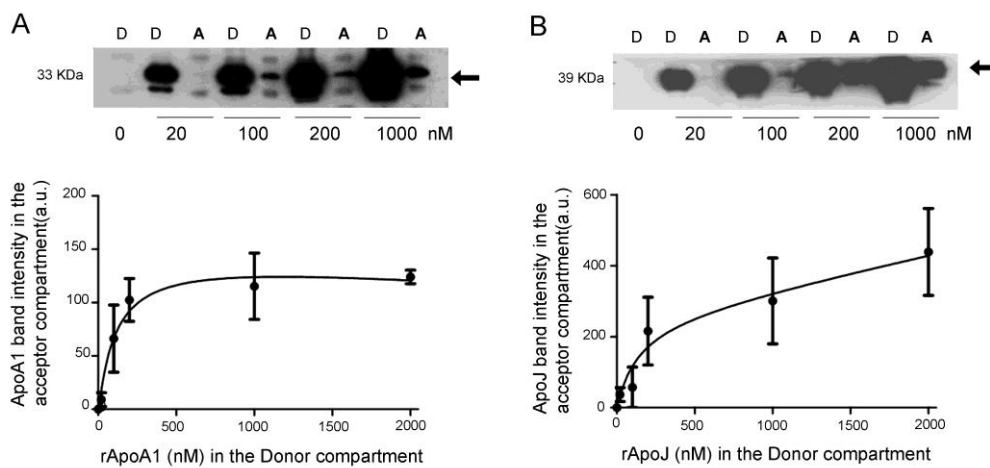 A
D D A D A D A D A
33 KDa
0 20 100 200 1000 nM
200
150
100
50
0
ApoA1 band intensity in the
acceptor compartment(a.u.)
0 500 1000 1500 2000
rApoA1 (nM) in the Donor compartment
B
D D A D A D A D A
39 KDa
0 20 100 200 1000 nM
600
400
200
0
ApoJ band intensity in the
acceptor compartment(a.u.)
0 500 1000 1500 2000
rApoJ (nM) in the Donor compartment